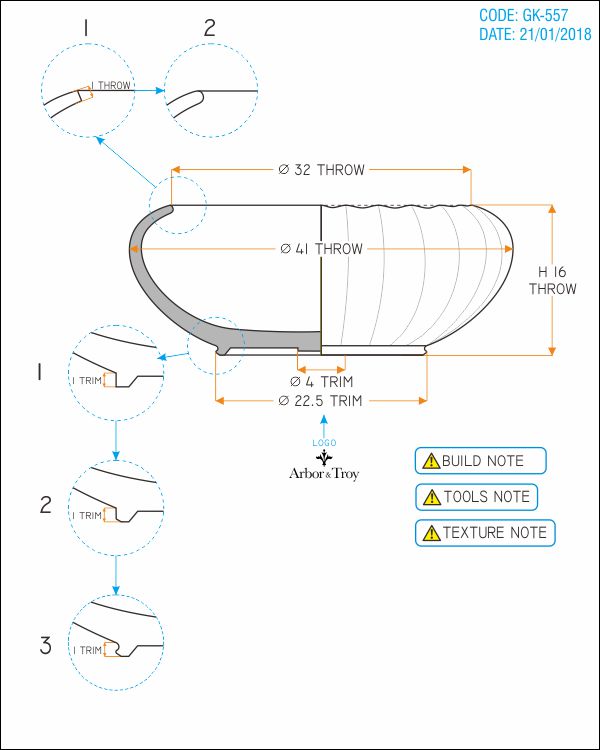 CODE: GK-557
DATE: 21/01/2018
1
2
1 THROW
Ø 32 THROW
Ø 41 THROW
H 16
THROW
1
1 TRIM
Ø 4 TRIM
Ø 22.5 TRIM
LOGO
Arbor & Troy
2
1 TRIM
3
1 TRIM
BUILD NOTE
TOOLS NOTE
TEXTURE NOTE